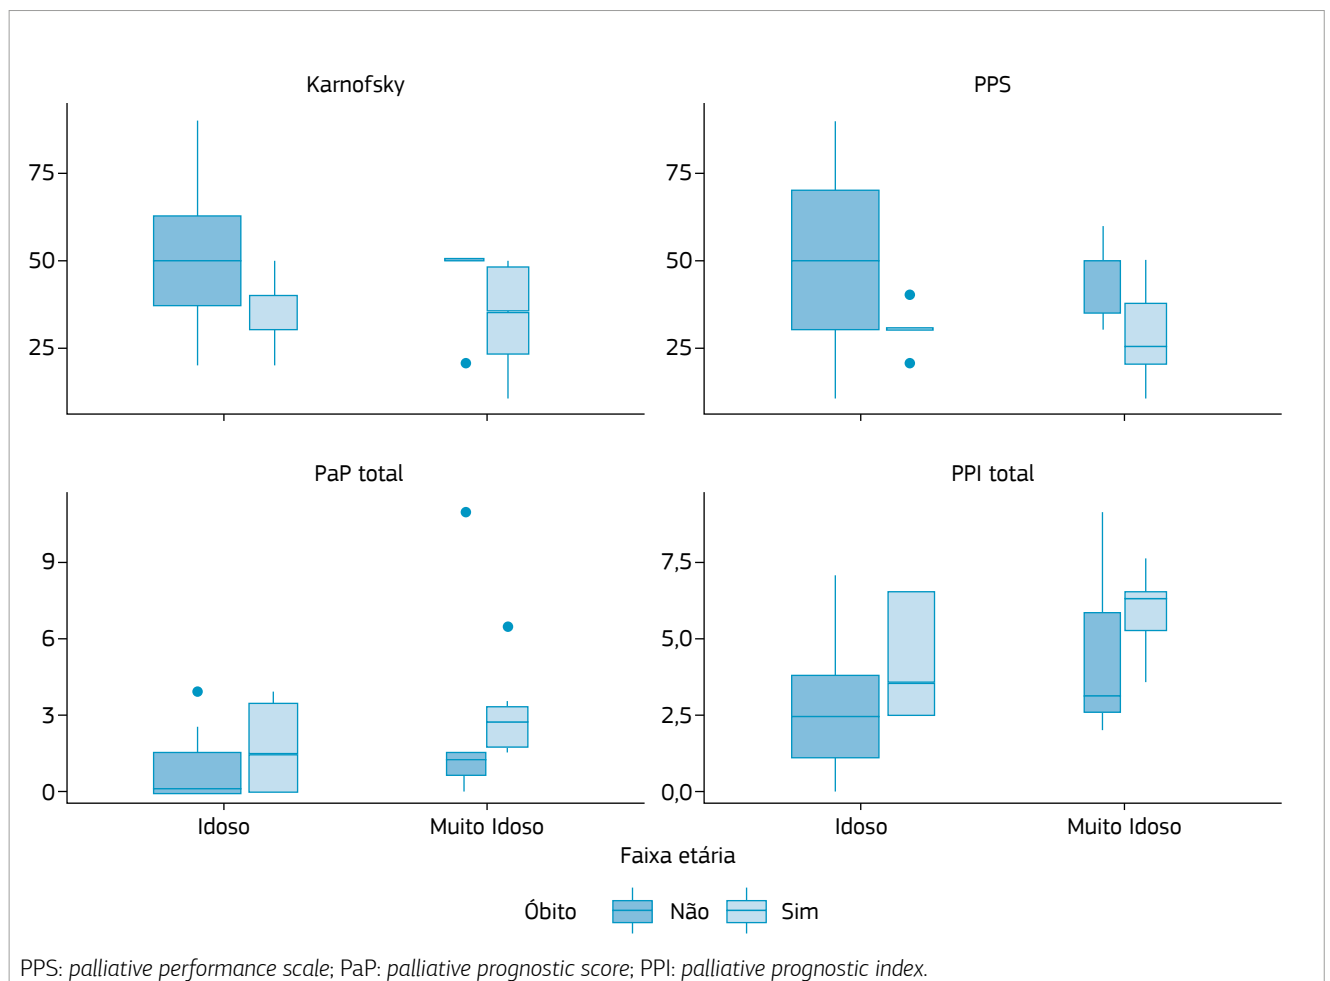 Karnofsky
PPS
75
50
25
75
50
25
PaP total
PPI total
9
6
3
0
7,5
5,0
2,5
0,0
Idoso
Muito Idoso
Idoso
Muito Idoso
Faixa etária
Óbito Não Sim
PPS: palliative performance scale; PaP: palliative prognostic score; PPI: palliative prognostic index.